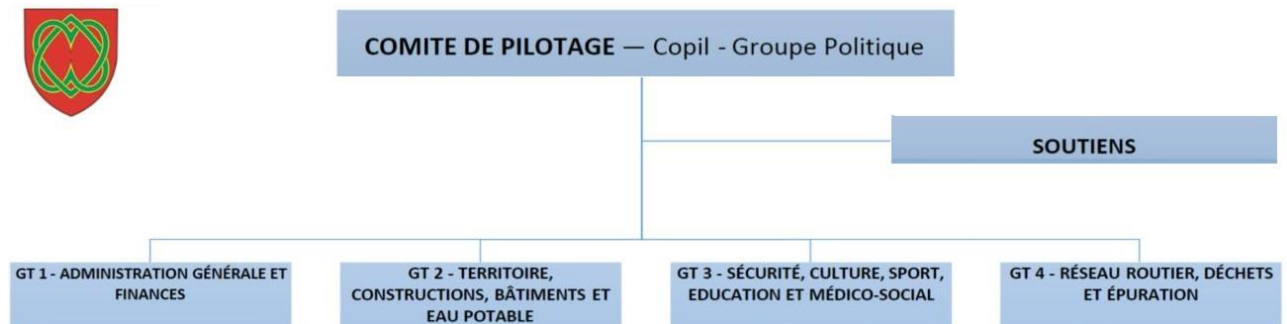 COMITE DE PILOTAGE — Copil - Groupe Politique
SOUTIENS
GT 1 - ADMINISTRATION GÉNÉRALE ET
FINANCES
GT 2 - TERRITOIRE,
CONSTRUCTIONS, BÂTIMENTS ET
EAU POTABLE
GT 3 - SÉCURITÉ, CULTURE, SPORT,
EDUCATION ET MÉDICO-SOCIAL
GT 4 - RÉSEAU ROUTIER, DÉCHETS
ET ÉPURATION